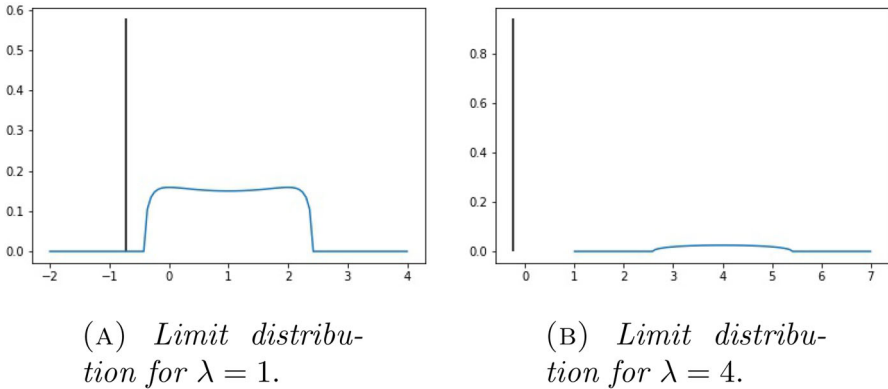 0.6
0.5
0.4
0.3
0.2
0.1
0.0
−2 −1 0 1 2 3 4
0.8
0.6
0.4
0.2
0.0
0 1 2 3 4 5 6 7
(A) Limit distribu-
tion for λ = 1.
(B) Limit distribu-
tion for λ = 4.